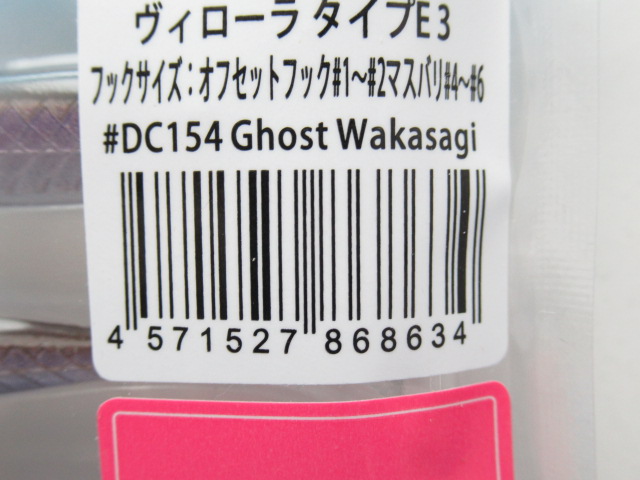 ヴィローラ タイプE 3
フックサイズ：オフセットフック#1〜#2マスバリ#4〜#6
#DC154 Ghost Wakasagi
4 571527 868634